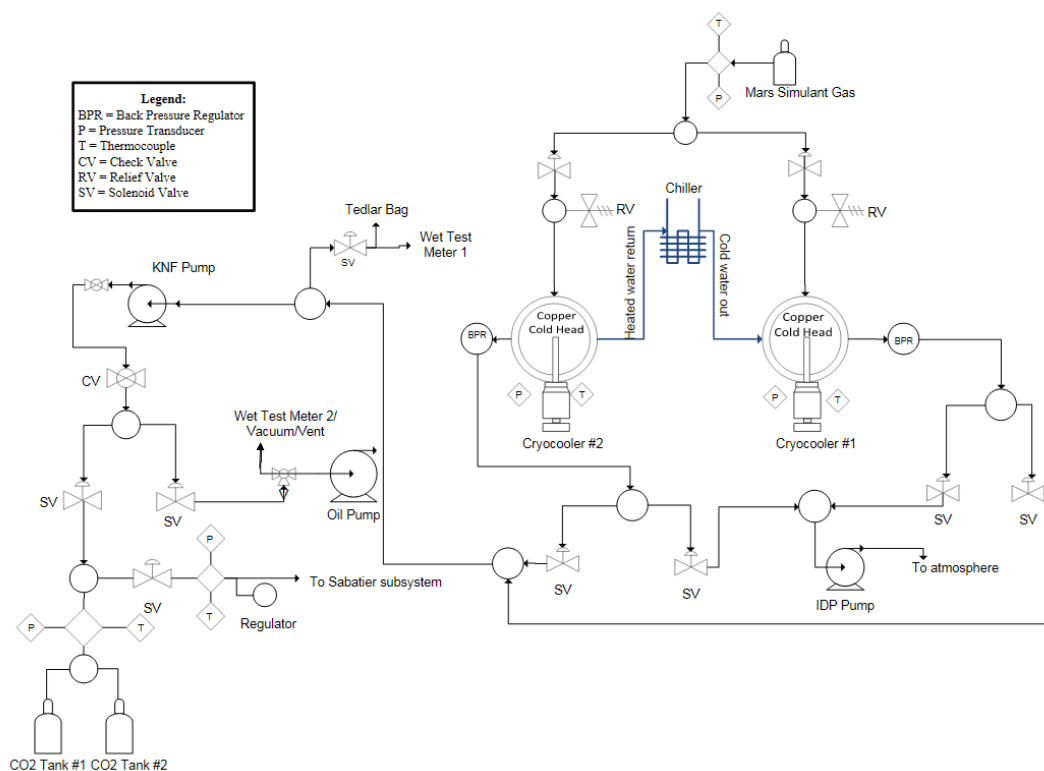 T
Mars Simulant Gas
P
Legend:
BPR = Back Pressure Regulator
P = Pressure Transducer
T = Thermocouple
CV = Check Valve
RV = Relief Valve
SV = Solenoid Valve
Chiller
RV
RV
Tedlar Bag
Wet Test
Meter 1
SV
Heated water return
Cold water out
KNF Pump
Copper
Cold Head
Copper
Cold Head
BPR
BPR
CV
P
T
P
T
Wet Test Meter 2/
Vacuum/Vent
Cryocooler #2
Cryocooler #1
SV
SV
Oil Pump
SV
SV
P
To Sabatier subsystem
SV
SV
To atmosphere
SV
T
Regulator
IDP Pump
P
T
CO2 Tank #1
CO2 Tank #2